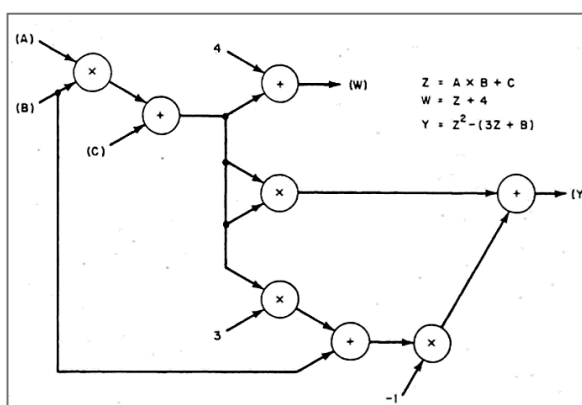 (A)
×
(B)
+
(C)
4
+
(W)
Z = A × B + C
W = Z + 4
Y = Z² - (3Z + B)
×
+
(Y
×
3
+
×
-1